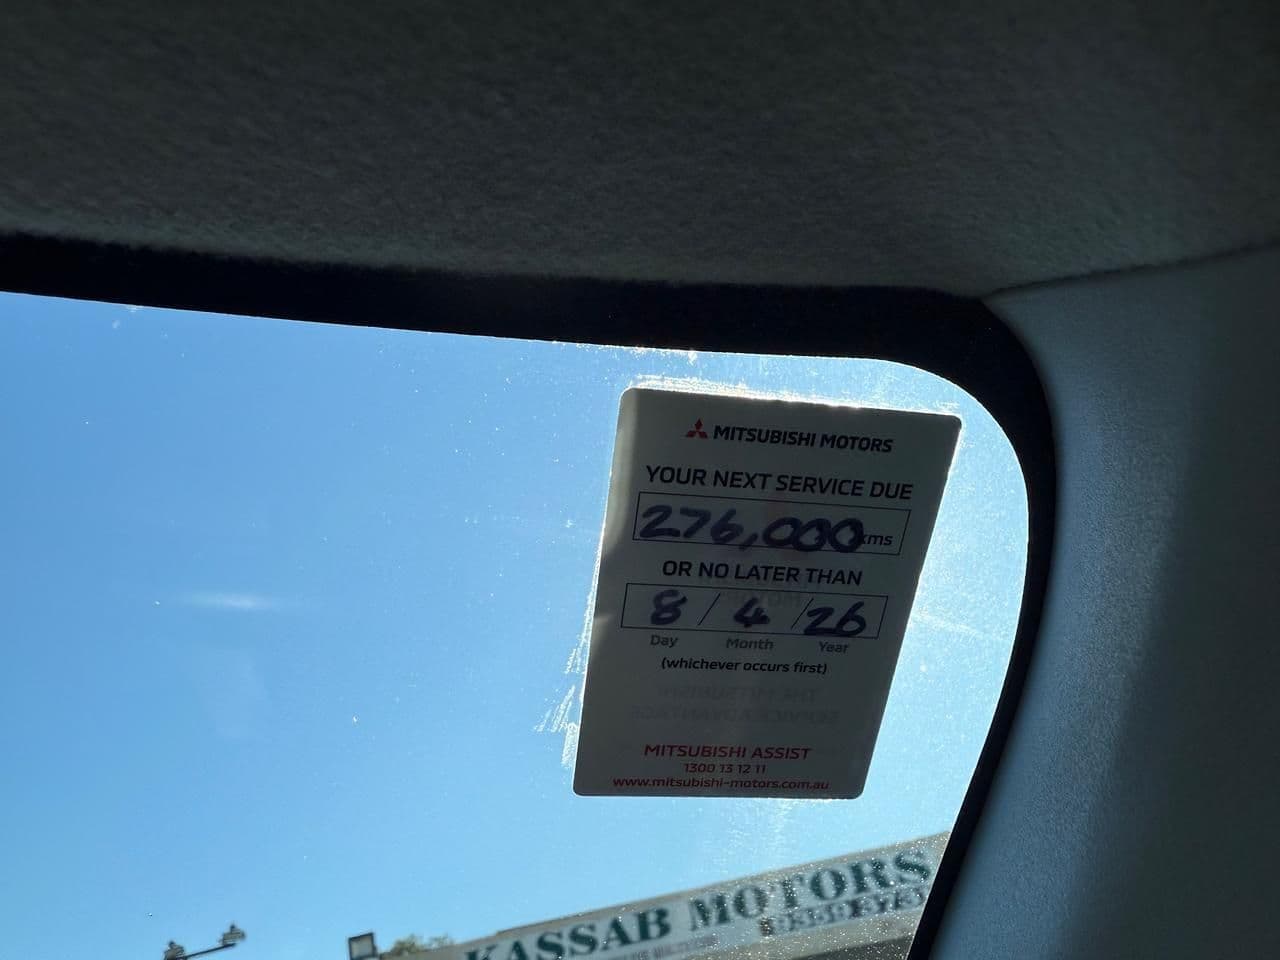 MITSUBISHI MOTORS
YOUR NEXT SERVICE DUE
276,000 kms
OR NO LATER THAN
8 / 4 / 26
Day Month Year
(whichever occurs first)
MITSUBISHI ASSIST
1300 13 12 11
www.mitsubishi-motors.com.au
KASSAB MOTORS